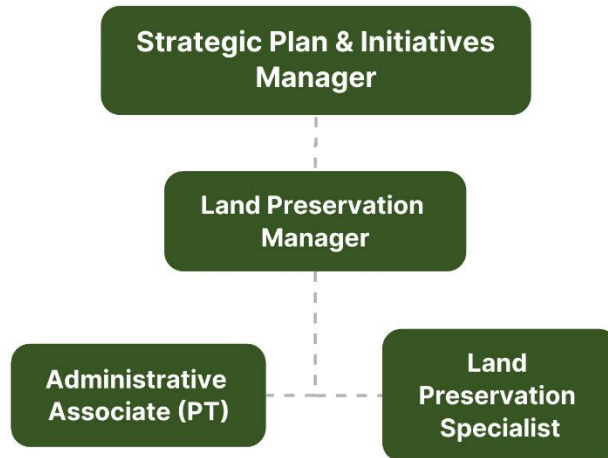 Strategic Plan & Initiatives
Manager
Land Preservation
Manager
Administrative
Associate (PT)
Land
Preservation
Specialist